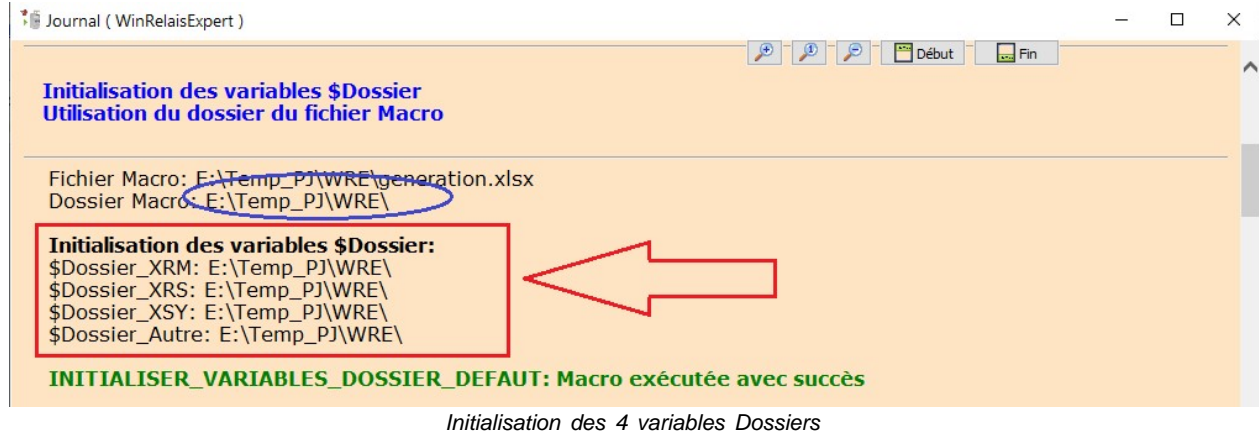 Journal ( WinRelaisExpert )
Début Fin
Initialisation des variables $Dossier
Utilisation du dossier du fichier Macro
Fichier Macro: E:\Temp_PJ\WRE\generation.xlsx
Dossier Macro: E:\Temp_PJ\WRE\
Initialisation des variables $Dossier:
$Dossier_XRM: E:\Temp_PJ\WRE\
$Dossier_XRS: E:\Temp_PJ\WRE\
$Dossier_XSY: E:\Temp_PJ\WRE\
$Dossier_Autre: E:\Temp_PJ\WRE\
INITIALISER_VARIABLES_DOSSIER_DEFAUT: Macro exécutée avec succès
Initialisation des 4 variables Dossiers